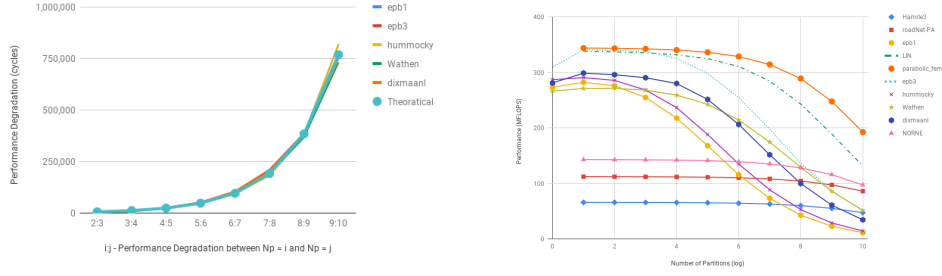 1,000,000
750,000
500,000
250,000
0
Performance Degradation (cycles)
2:3 3:4 4:5 5:6 6:7 7:8 8:9 9:10
i:j - Performance Degradation between Np = i and Np = j
epb1
epb3
hummocky
Wathen
dixmaanl
Theoratical
400
300
200
100
0
Performance (MFLOPS)
0 2 4 6 8 10
Number of Partitions (log)
Hamrle3
roadNet-PA
epb1
LIN
parabolic_fem
epb3
hummocky
Wathen
dixmaanl
NORNE